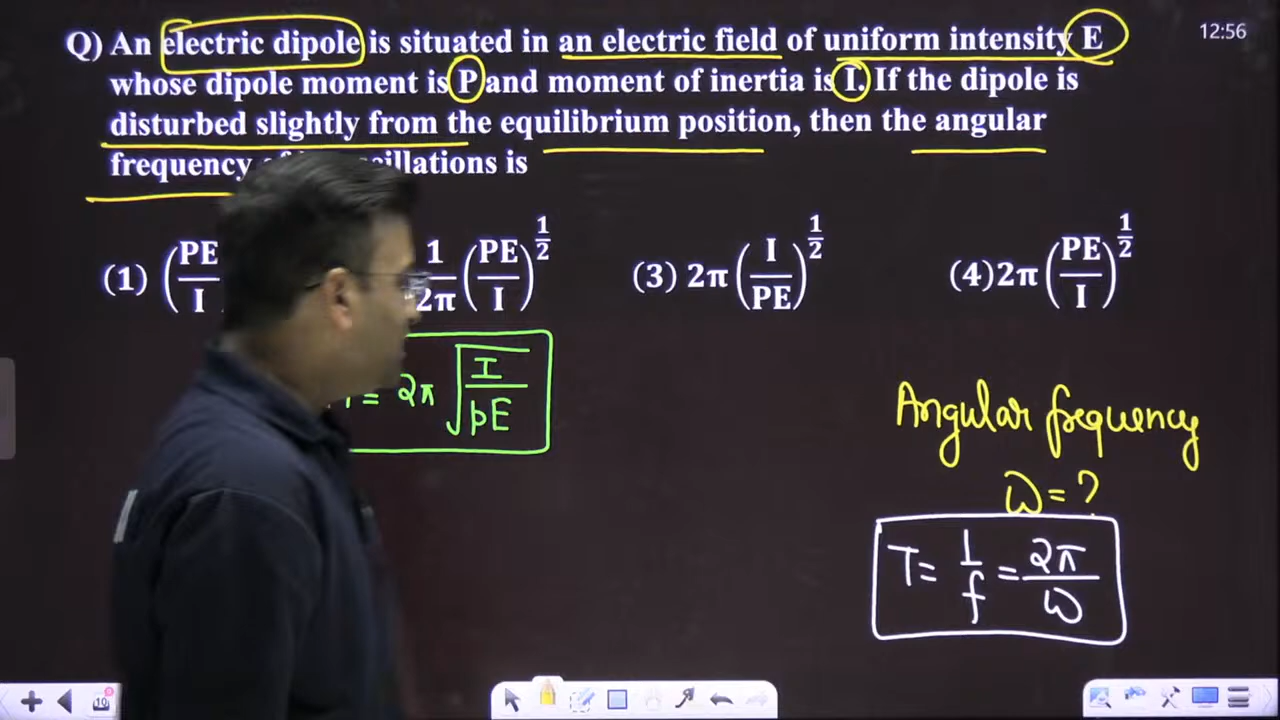 12:56
Q) An electric dipole is situated in an electric field of uniform intensity E
whose dipole moment is P and moment of inertia is I. If the dipole is
disturbed slightly from the equilibrium position, then the angular
frequency is
(1) (PE/I 1/2π (PE/I)^1/2 (3) 2π (I/PE)^1/2 (4) 2π (PE/I)^1/2
= 2π √(I/pE)
Angular frequency
ω = ?
T = 1/f = 2π/ω
10